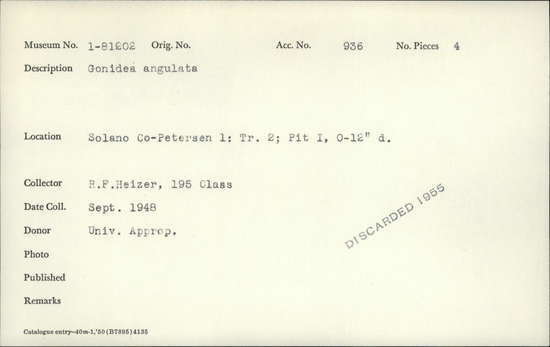 Museum No. 1-81202 Orig. No. Acc. No. 936 No. Pieces 4
Description Gonidea angulata
Location Solano Co-Petersen 1: Tr. 2; Pit I, 0-12" d.
Collector R.F.Heizer, 195 Class
Date Coll. Sept. 1948
Donor Univ. Approp.
DISCARDED 1955
Photo
Published
Remarks
Catalogue entry—40m-1,'50 (B7895) 4135